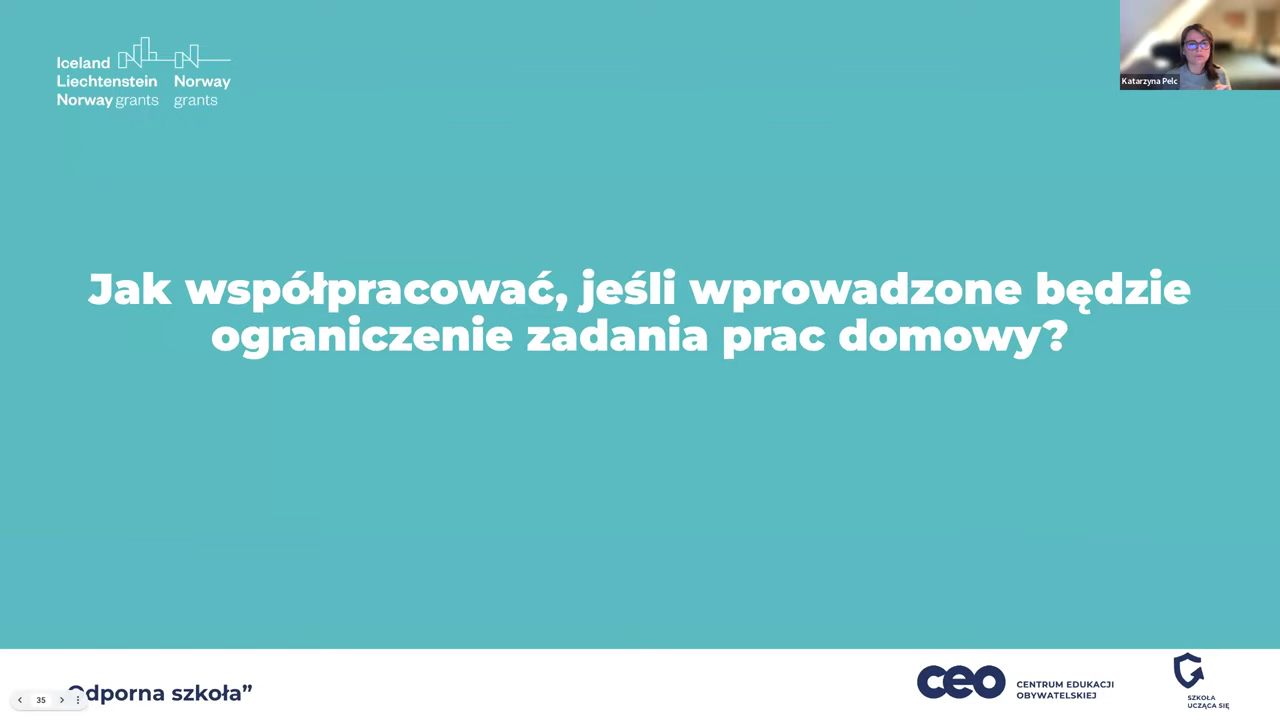 Iceland
Liechtenstein
Norway grants
Norway
grants
Katarzyna Pelc
Jak współpracować, jeśli wprowadzone będzie
ograniczenie zadania prac domowy?
35
dporna szkoła”
ceo
CENTRUM EDUKACJI
OBYWATELSKIEJ
SZKOŁA
UCZĄCA SIĘ